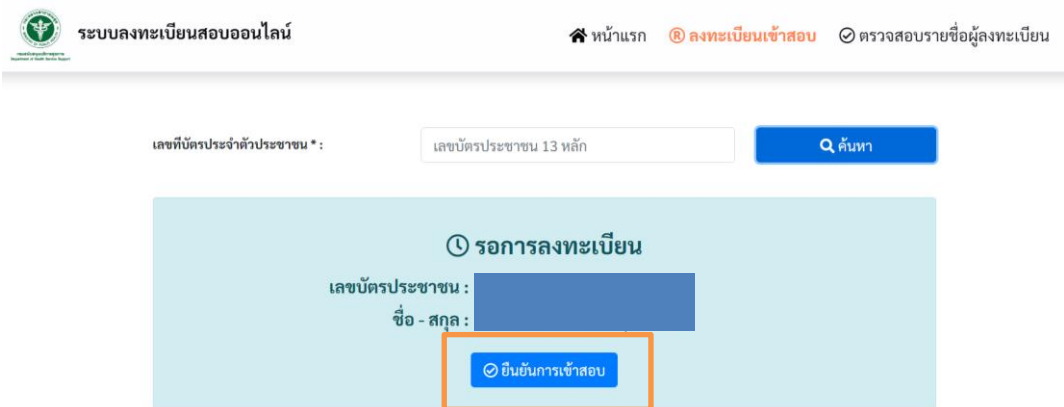 ระบบลงทะเบียนสอบออนไลน์
หน้าแรก
® ลงทะเบียนเข้าสอบ
ตรวจสอบรายชื่อผู้ลงทะเบียน
เลขที่บัตรประจำตัวประชาชน * :
เลขบัตรประชาชน 13 หลัก
ค้นหา
รอการลงทะเบียน
เลขบัตรประชาชน :
ชื่อ - สกุล :
ยืนยันการเข้าสอบ